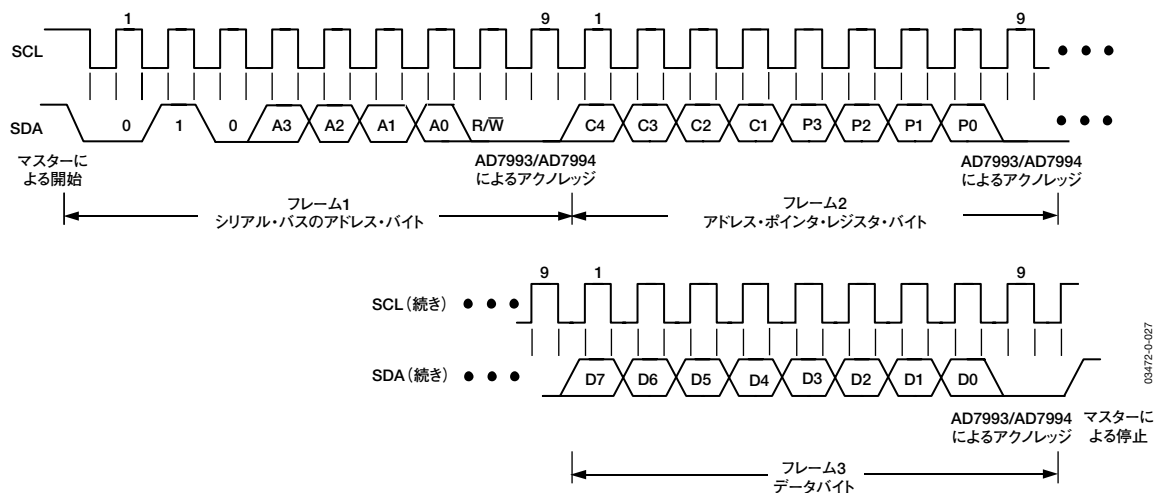 1 9 1 9
SCL
SDA 0 1 0 A3 A2 A1 A0 R/W̅ C4 C3 C2 C1 P3 P2 P1 P0
マスターに
よる開始
AD7993/AD7994
によるアクノレッジ
AD7993/AD7994
によるアクノレッジ
フレーム1
シリアル・バスのアドレス・バイト
フレーム2
アドレス・ポインタ・レジスタ・バイト
9 1 9
SCL(続き)
SDA(続き) D7 D6 D5 D4 D3 D2 D1 D0
AD7993/AD7994
によるアクノレッジ
マスターに
よる停止
フレーム3
データバイト
03472-0-027